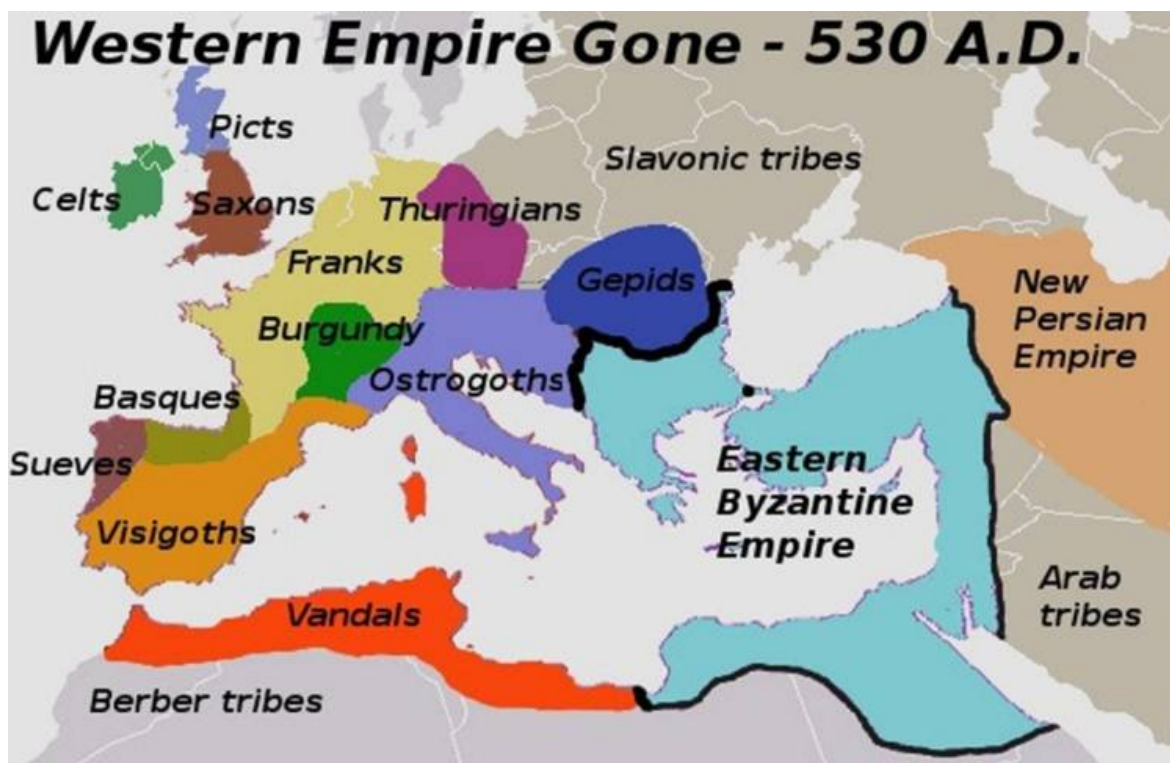 Western Empire Gone - 530 A.D.
Picts
Slavonic tribes
Celts
Saxons
Thuringians
Franks
Gepids
New
Persian
Empire
Burgundy
Ostrogoths
Basques
Sueves
Eastern
Byzantine
Empire
Visigoths
Arab
tribes
Vandals
Berber tribes